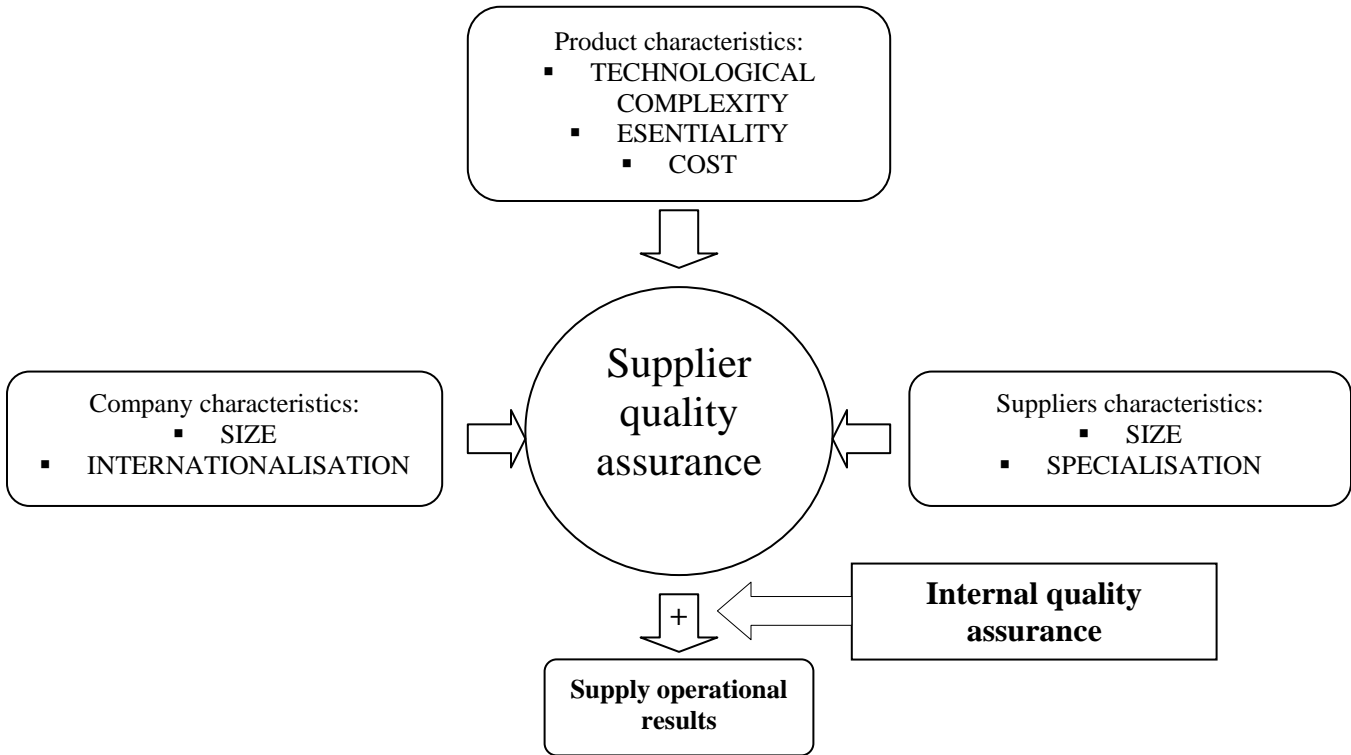 Product characteristics:
▪ TECHNOLOGICAL
COMPLEXITY
▪ ESENTIALITY
▪ COST
Company characteristics:
▪ SIZE
▪ INTERNATIONALISATION
Supplier
quality
assurance
Suppliers characteristics:
▪ SIZE
▪ SPECIALISATION
+
Internal quality
assurance
Supply operational
results